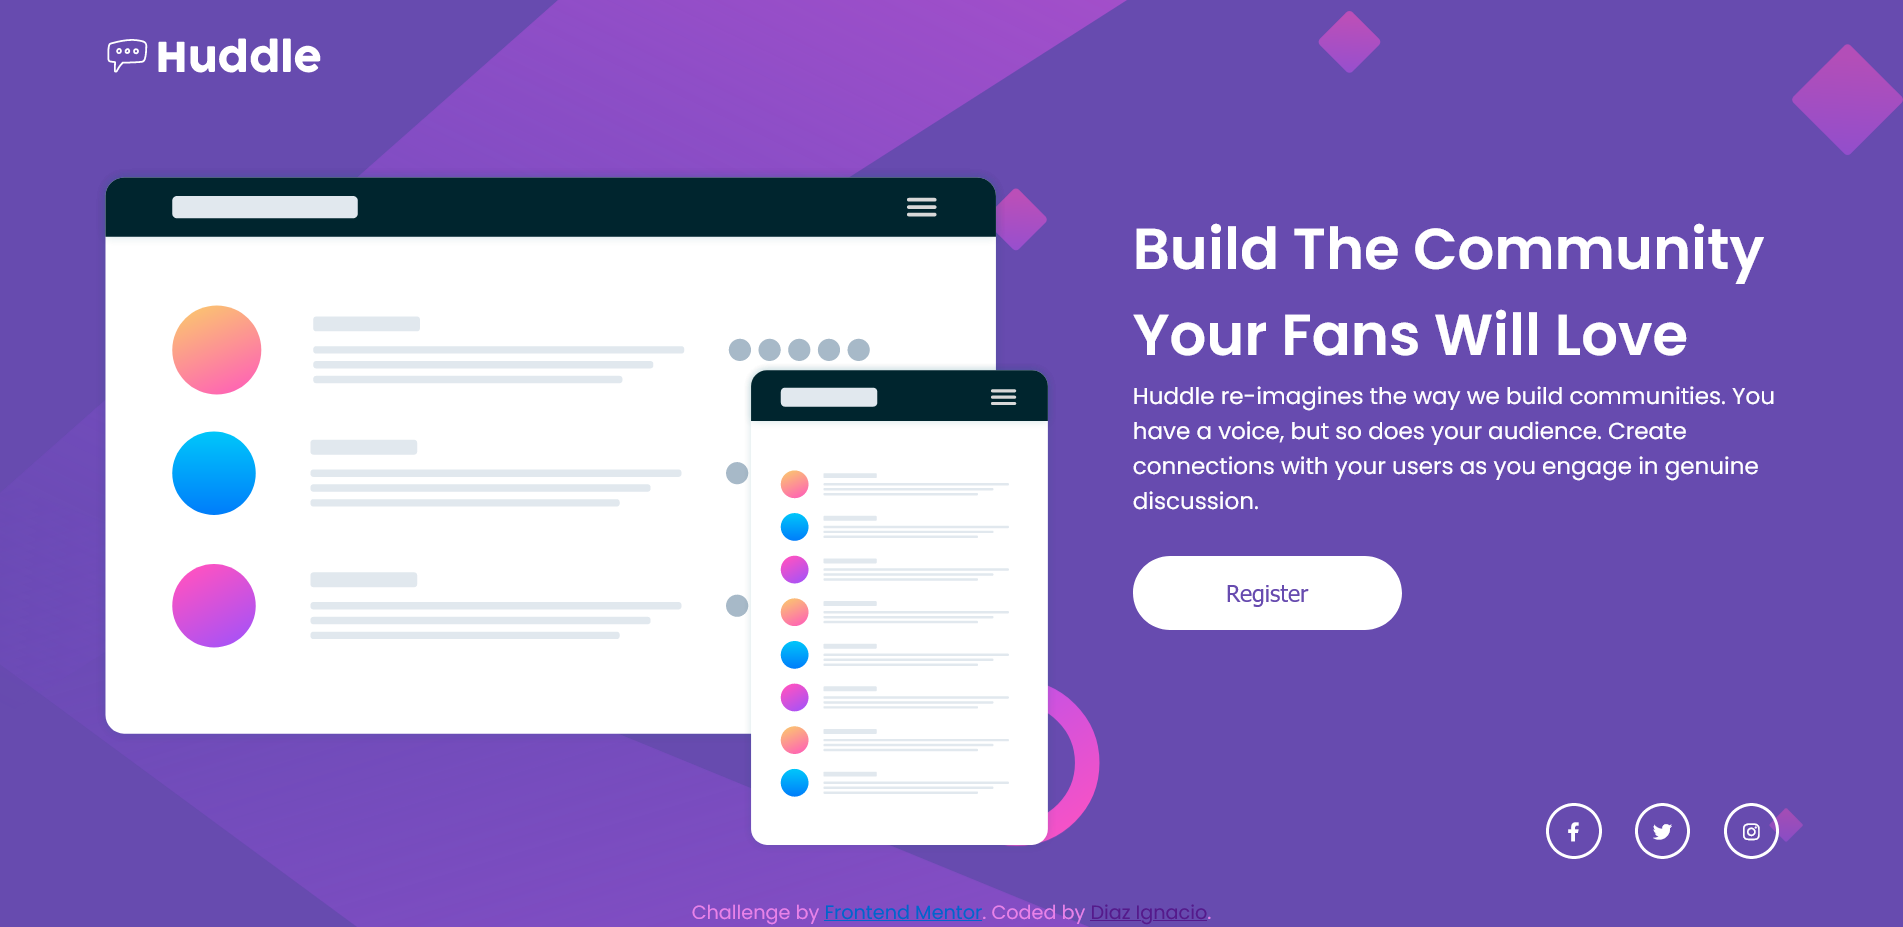 Huddle
Build The Community
Your Fans Will Love
Huddle re-imagines the way we build communities. You
have a voice, but so does your audience. Create
connections with your users as you engage in genuine
discussion.
Register
Challenge by Frontend Mentor. Coded by Diaz Ignacio.